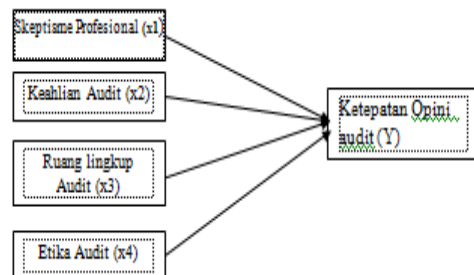 Skeptisme Profesional (x1)
Keahlian Audit (x2)
Ketepatan Opini
audit (Y)
Ruang lingkup
Audit (x3)
Etika Audit (x4)